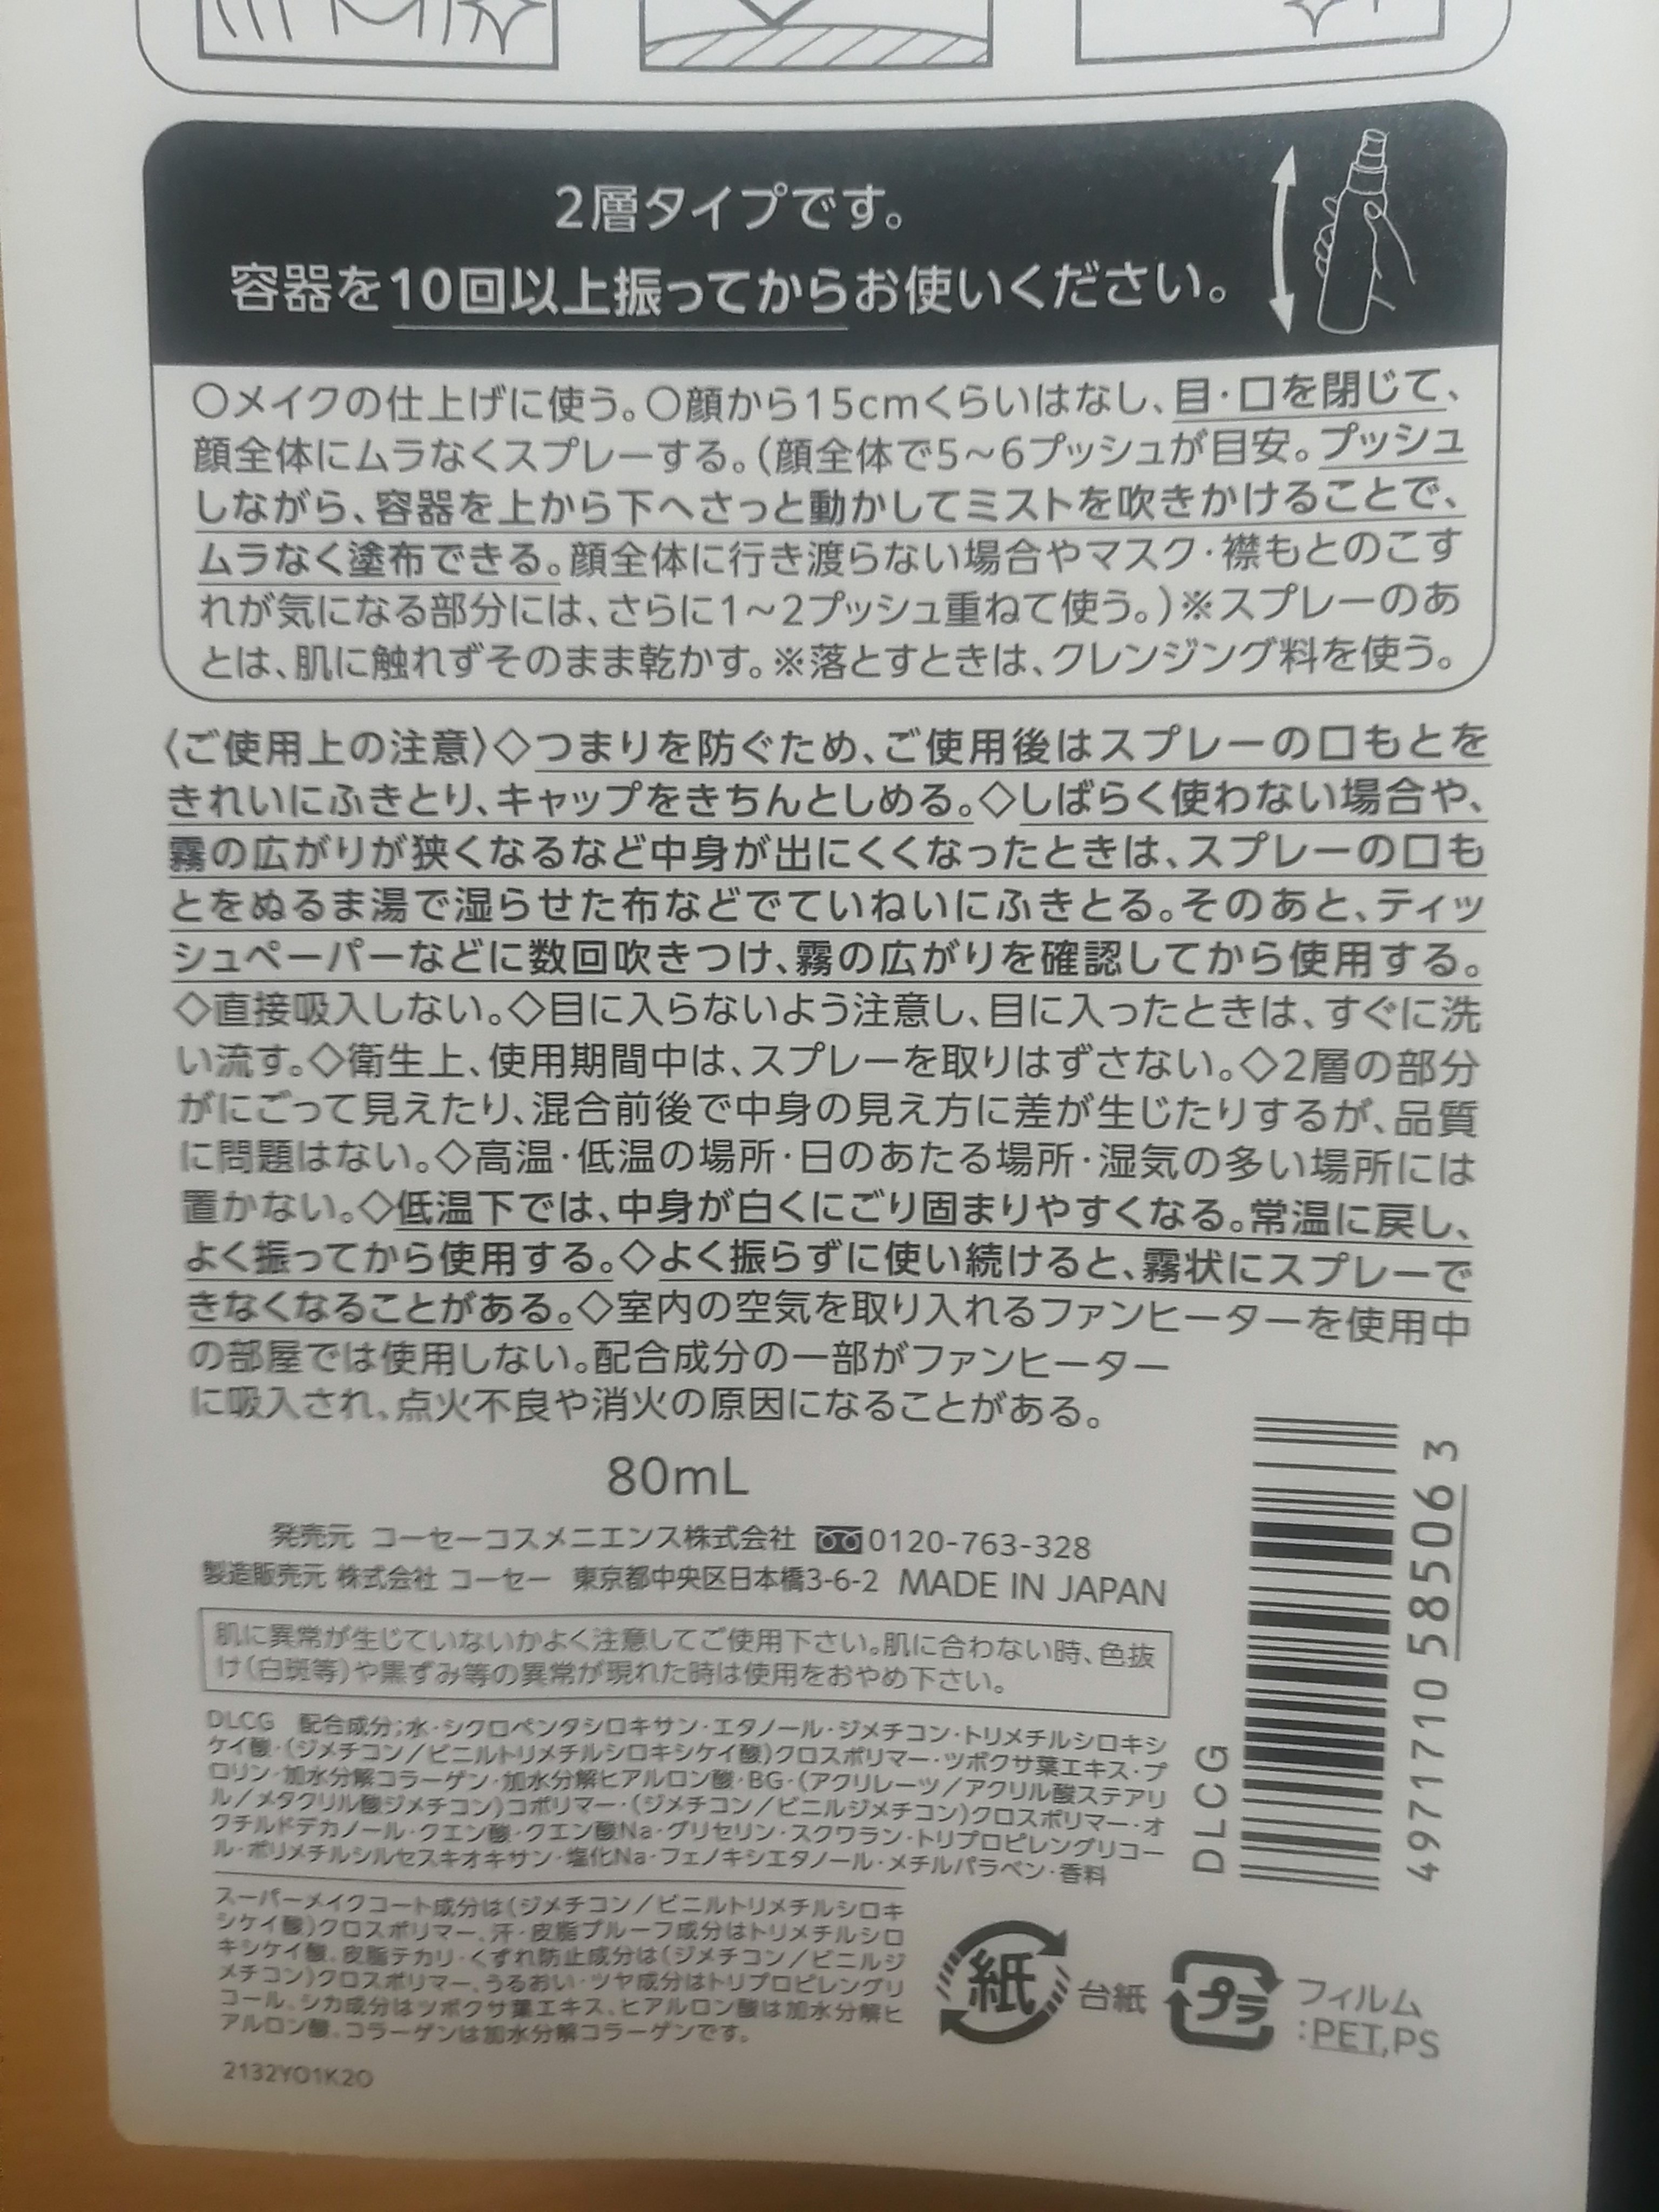 2層タイプです。
容器を10回以上振ってからお使いください。
○メイクの仕上げに使う。○顔から15cmくらいはなし、目・口を閉じて、
顔全体にムラなくスプレーする。(顔全体で5～6プッシュが目安。プッシュ
しながら、容器を上から下へさっと動かしてミストを吹きかけることで、
ムラなく塗布できる。顔全体に行き渡らない場合やマスク・襟もとのこす
れが気になる部分には、さらに1～2プッシュ重ねて使う。)※スプレーのあ
とは、肌に触れずそのまま乾かす。※落とすときは、クレンジング料を使う。
〈ご使用上の注意〉◇つまりを防ぐため、ご使用後はスプレーの口もとを
きれいにふきとり、キャップをきちんとしめる。◇しばらく使わない場合や、
霧の広がりが狭くなるなど中身が出にくくなったときは、スプレーの口も
とをぬるま湯で湿らせた布などでていねいにふきとる。そのあと、ティッ
シュペーパーなどに数回吹きつけ、霧の広がりを確認してから使用する。
◇直接吸入しない。◇目に入らないよう注意し、目に入ったときは、すぐに洗
い流す。◇衛生上、使用期間中は、スプレーを取りはずさない。◇2層の部分
がにごって見えたり、混合前後で中身の見え方に差が生じたりするが、品質
に問題はない。◇高温・低温の場所・日のあたる場所・湿気の多い場所には
置かない。◇低温下では、中身が白くにごり固まりやすくなる。常温に戻し、
よく振ってから使用する。◇よく振らずに使い続けると、霧状にスプレーで
きなくなることがある。◇室内の空気を取り入れるファンヒーターを使用中
の部屋では使用しない。配合成分の一部がファンヒーター
に吸入され、点火不良や消火の原因になることがある。
80mL
発売元 コーセーコスメニエンス株式会社 0120-763-328
製造販売元 株式会社 コーセー 東京都中央区日本橋3-6-2 MADE IN JAPAN
肌に異常が生じていないかよく注意してご使用下さい。肌に合わない時、色抜
け(白斑等)や黒ずみ等の異常が現れた時は使用をおやめ下さい。
DLCG 配合成分;水・シクロペンタシロキサン・エタノール・ジメチコン・トリメチルシロキシ
ケイ酸・(ジメチコン/ビニルトリメチルシロキシケイ酸)クロスポリマー・ツボクサ葉エキス・プ
ロリン・加水分解コラーゲン・加水分解ヒアルロン酸・BG・(アクリレーツ/アクリル酸ステアリ
ル/メタクリル酸ジメチコン)コポリマー・(ジメチコン/ビニルジメチコン)クロスポリマー・オ
クチルドデカノール・クエン酸・クエン酸Na・グリセリン・スクワラン・トリプロピレングリコー
ル・ポリメチルシルセスキオキサン・塩化Na・フェノキシエタノール・メチルパラベン・香料
スーパーメイクコート成分は(ジメチコン/ビニルトリメチルシロキ
シケイ酸)クロスポリマー、汗・皮脂プルーフ成分はトリメチルシロ
キシケイ酸、皮脂テカリ・くずれ防止成分は(ジメチコン/ビニルジ
メチコン)クロスポリマー、うるおい・ツヤ成分はトリプロピレングリ
コール、シカ成分はツボクサ葉エキス、ヒアルロン酸は加水分解ヒ
アルロン酸、コラーゲンは加水分解コラーゲンです。
2132Y01K20
DLCG
4971710585063
紙 台紙
プラ フィルム
:PET,PS